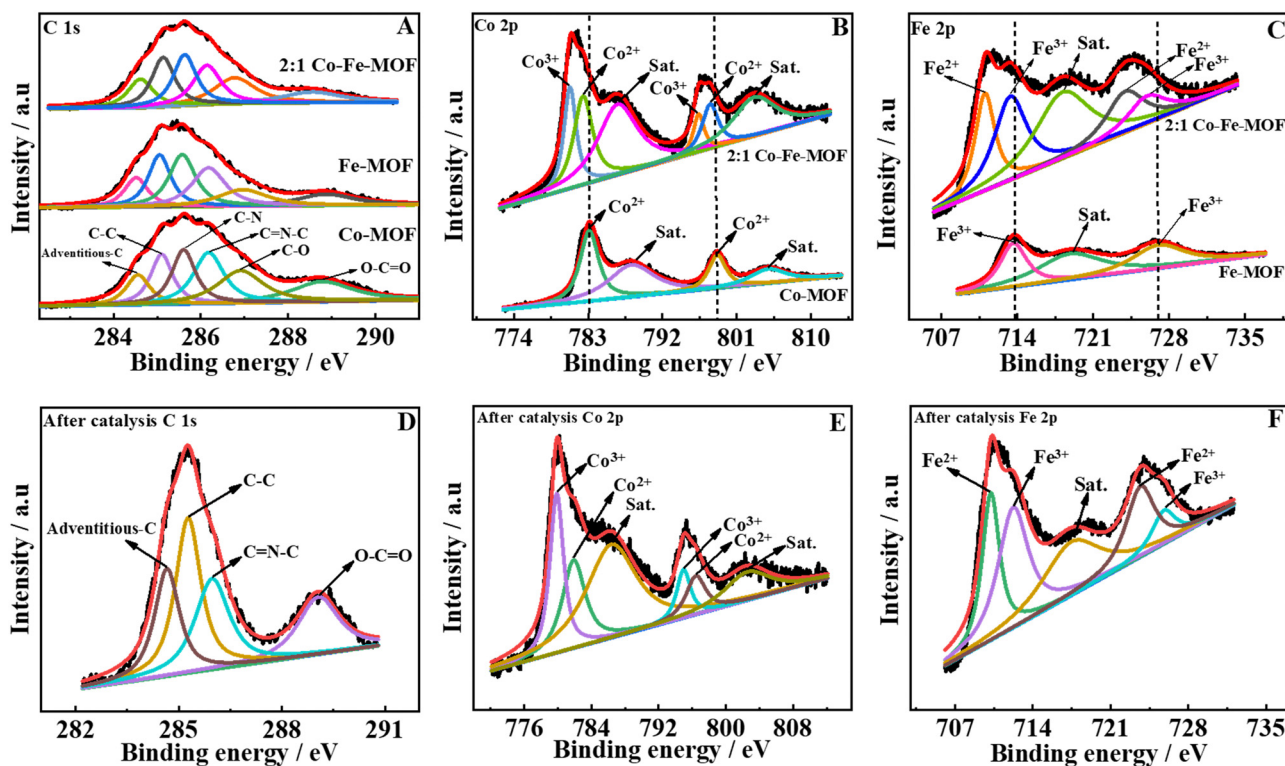 C 1s
A
2:1 Co-Fe-MOF
Fe-MOF
Co-MOF
C-N
C-C
C=N-C
Adventitious-C
C-O
O-C=O
Intensity / a.u
284 286 288 290
Binding energy / eV
Co 2p
B
Co³⁺
Co²⁺
Sat.
Co²⁺
Co³⁺
Sat.
2:1 Co-Fe-MOF
Co²⁺
Sat.
Co²⁺
Sat.
Co-MOF
Intensity / a.u
774 783 792 801 810
Binding energy / eV
Fe 2p
C
Fe²⁺
Fe³⁺
Sat.
Fe²⁺
Fe³⁺
2:1 Co-Fe-MOF
Fe³⁺
Sat.
Fe³⁺
Fe-MOF
Intensity / a.u
707 714 721 728 735
Binding energy / eV
After catalysis C 1s
D
C-C
Adventitious-C
C=N-C
O-C=O
Intensity / a.u
282 285 288 291
Binding energy / eV
After catalysis Co 2p
E
Co³⁺
Co²⁺
Sat.
Co³⁺
Co²⁺
Sat.
Intensity / a.u
776 784 792 800 808
Binding energy / eV
After catalysis Fe 2p
F
Fe²⁺
Fe³⁺
Sat.
Fe²⁺
Fe³⁺
Intensity / a.u
707 714 721 728 735
Binding energy / eV